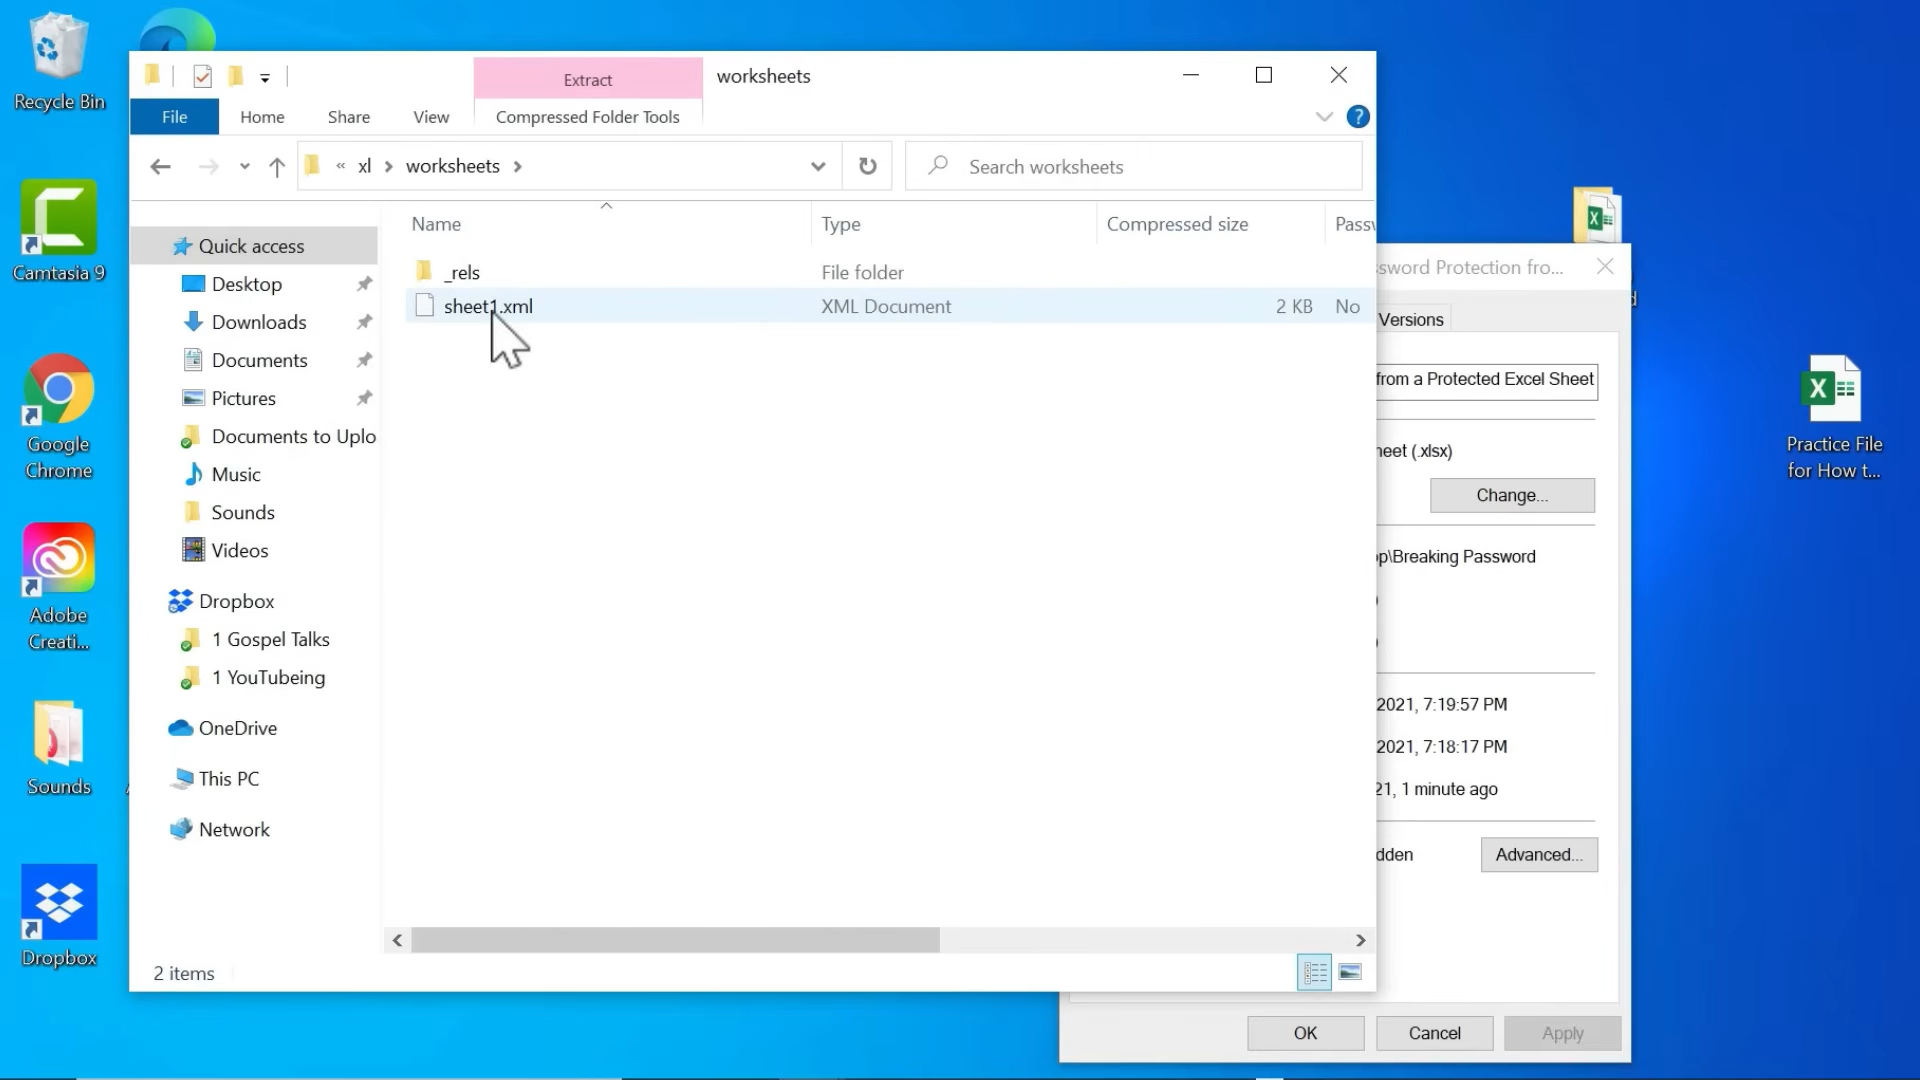 Recycle Bin
Camtasia 9
Google
Chrome
Adobe
Creati...
Sounds
Dropbox
Extract
worksheets
File
Home
Share
View
Compressed Folder Tools
« xl > worksheets >
Search worksheets
Name
Type
Compressed size
_rels
File folder
sheet1.xml
XML Document
2 KB
No
Quick access
Desktop
Downloads
Documents
Pictures
Documents to Uplo
Music
Sounds
Videos
Dropbox
1 Gospel Talks
1 YouTubeing
OneDrive
This PC
Network
2 items
Protection fro...
Versions
from a Protected Excel Sheet
(.xlsx)
Change...
\Breaking Password
2021, 7:19:57 PM
2021, 7:18:17 PM
21, 1 minute ago
Advanced...
OK
Cancel
Apply
Practice File
for How t...